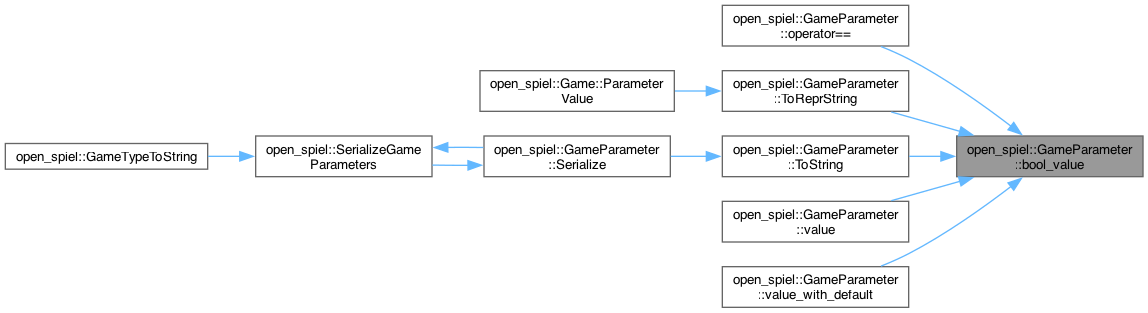 open_spiel::GameParameter
::operator==
open_spiel::Game::Parameter
Value
open_spiel::GameParameter
::ToReprString
open_spiel::GameTypeToString
open_spiel::SerializeGame
Parameters
open_spiel::GameParameter
::Serialize
open_spiel::GameParameter
::ToString
open_spiel::GameParameter
::bool_value
open_spiel::GameParameter
::value
open_spiel::GameParameter
::value_with_default